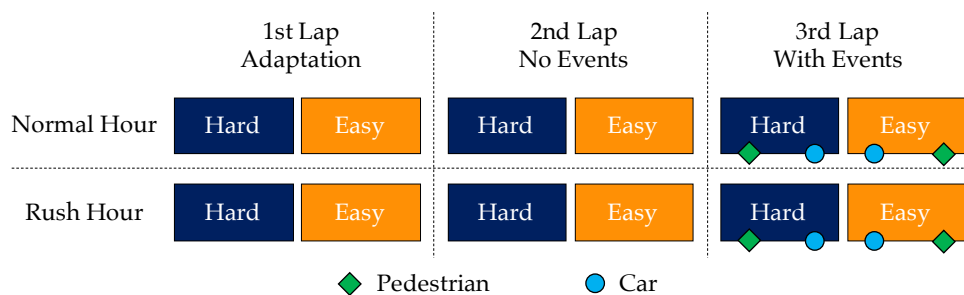 1st Lap
Adaptation
2nd Lap
No Events
3rd Lap
With Events
Normal Hour
Hard
Easy
Hard
Easy
Hard
Easy
Rush Hour
Hard
Easy
Hard
Easy
Hard
Easy
Pedestrian
Car